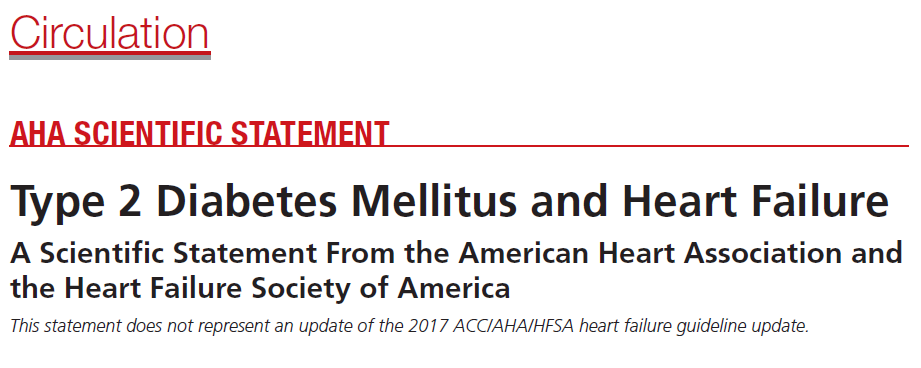 Circulation
AHA SCIENTIFIC STATEMENT
Type 2 Diabetes Mellitus and Heart Failure
A Scientific Statement From the American Heart Association and
the Heart Failure Society of America
This statement does not represent an update of the 2017 ACC/AHA/HFSA heart failure guideline update.